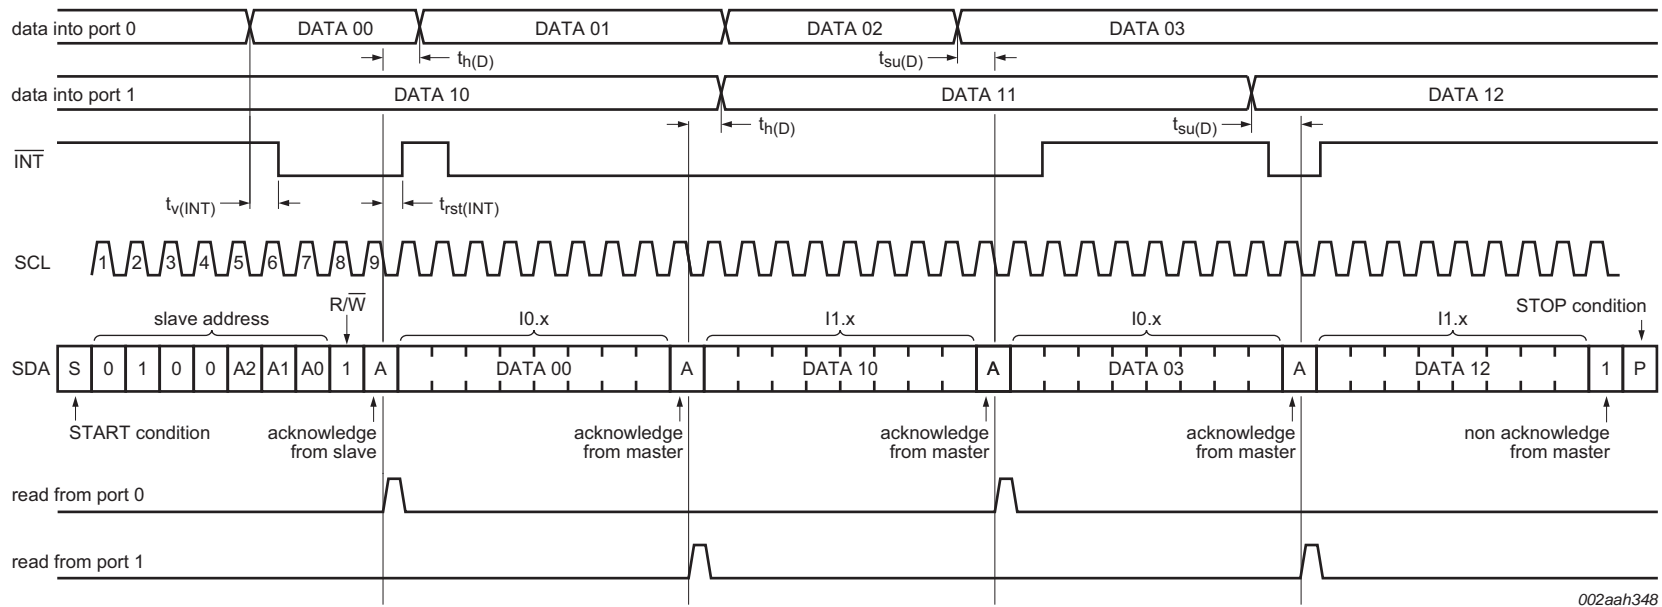 data into port 0 DATA 00 DATA 01 DATA 02 DATA 03
th(D) tsu(D)
data into port 1 DATA 10 DATA 11 DATA 12
th(D) tsu(D)
INT
tv(INT) trst(INT)
SCL 1 2 3 4 5 6 7 8 9
R/W
slave address I0.x I1.x I0.x I1.x STOP condition
SDA S 0 1 0 0 A2 A1 A0 1 A DATA 00 A DATA 10 A DATA 03 A DATA 12 1 P
START condition acknowledge acknowledge acknowledge acknowledge non acknowledge
from slave from master from master from master from master
read from port 0
read from port 1
002aah348